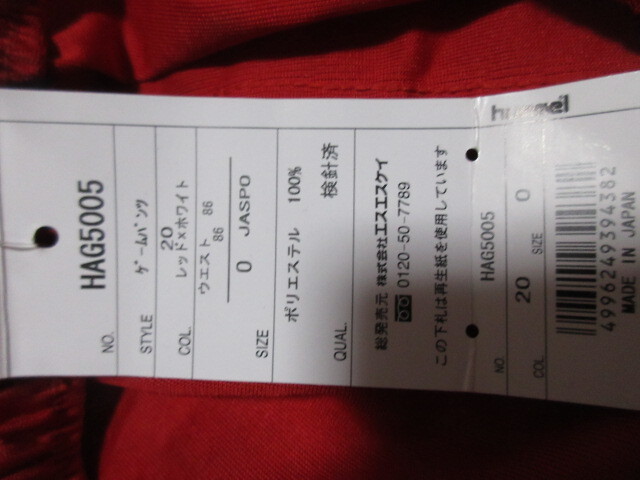 NO. HAG5005
STYLE ｹﾞｰﾑﾊﾟﾝﾂ
20
COL. レッド×ホワイト
ウエスト 86
86
SIZE 0 JASPO
QUAL. ポリエステル 100%
検針済
総発売元 株式会社エスエスケイ
0120-50-7789
この下札は再生紙を使用しています
NO. HAG5005
COL 20 SIZE 0
4996249394382
MADE IN JAPAN